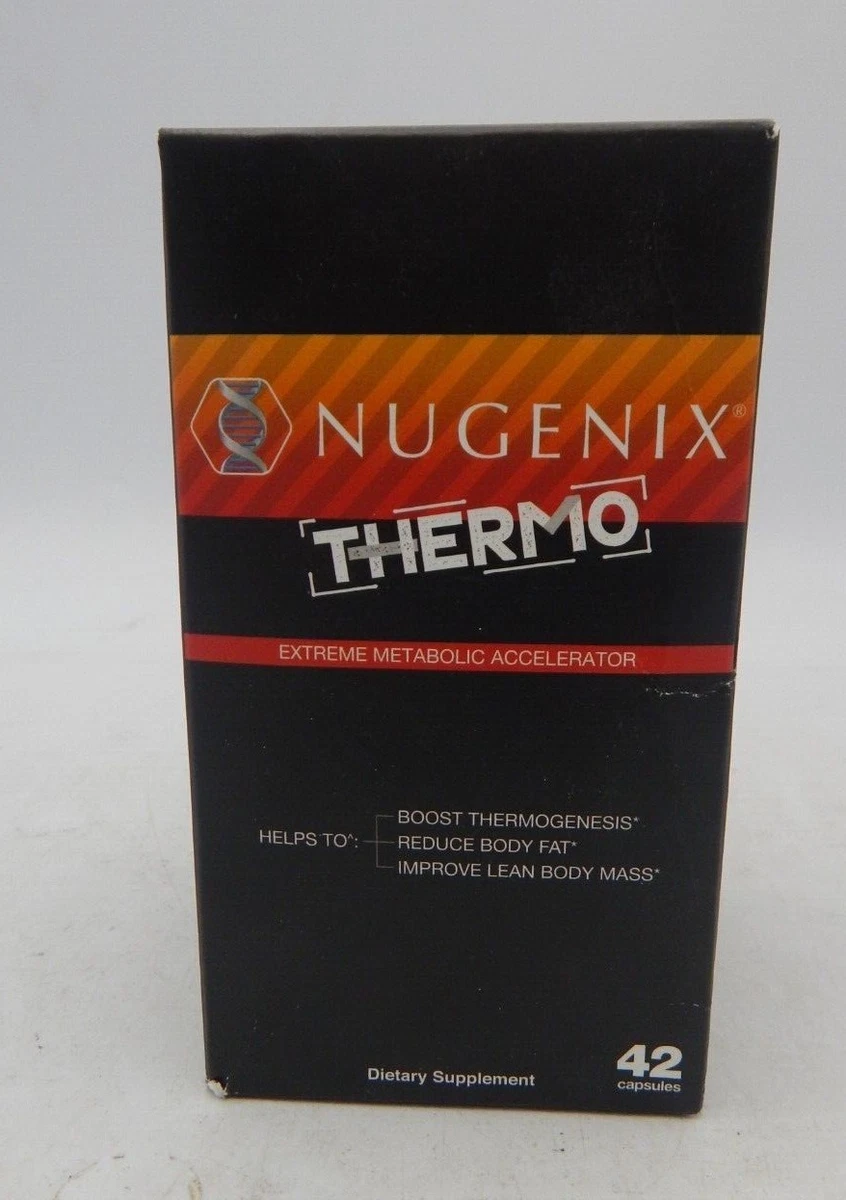 NUGENIX®
THERMO
EXTREME METABOLIC ACCELERATOR
HELPS TO^:
BOOST THERMOGENESIS*
REDUCE BODY FAT*
IMPROVE LEAN BODY MASS*
Dietary Supplement
42
capsules